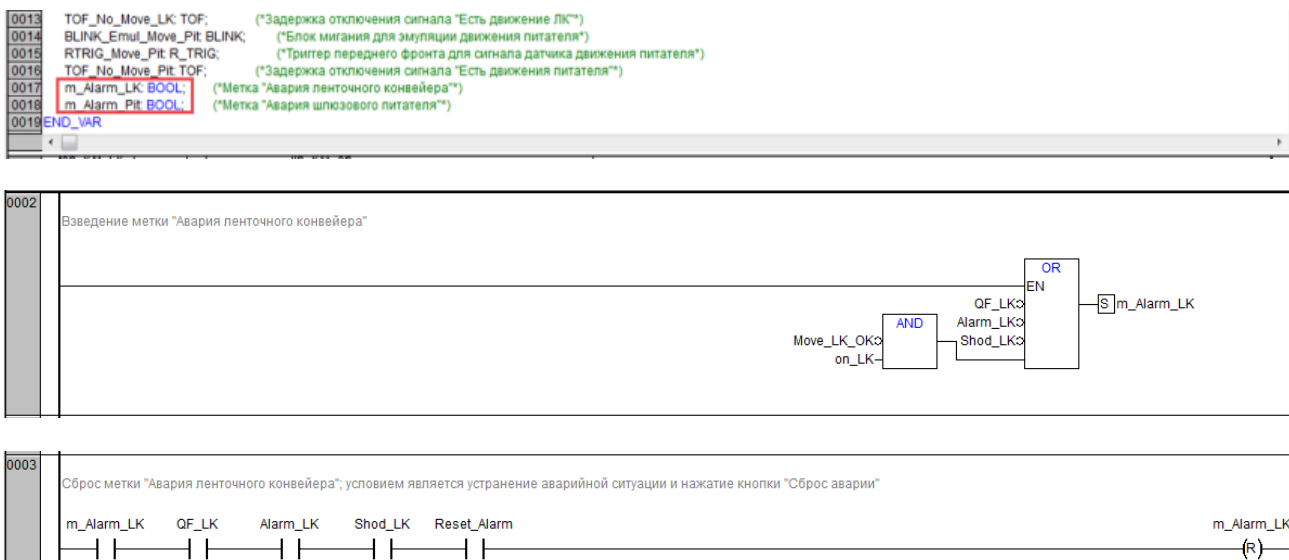 0013 TOF_No_Move_LK: TOF; (*Задержка отключения сигнала "Есть движение ЛК"*)
0014 BLINK_Emul_Move_Pit: BLINK; (*Блок мигания для эмуляции движения питателя*)
0015 RTRIG_Move_Pit: R_TRIG; (*Триггер переднего фронта для сигнала датчика движения питателя*)
0016 TOF_No_Move_Pit: TOF; (*Задержка отключения сигнала "Есть движения питателя"*)
0017 m_Alarm_LK: BOOL; (*Метка "Авария ленточного конвейера"*)
0018 m_Alarm_Pit: BOOL; (*Метка "Авария шлюзового питателя"*)
0019 END_VAR
0002
Взведение метки "Авария ленточного конвейера"
OR
EN
QF_LK
S m_Alarm_LK
AND
Alarm_LK
Move_LK_OK
Shod_LK
on_LK
0003
Сброс метки "Авария ленточного конвейера"; условием является устранение аварийной ситуации и нажатие кнопки "Сброс аварии"
m_Alarm_LK QF_LK Alarm_LK Shod_LK Reset_Alarm m_Alarm_LK
(R)